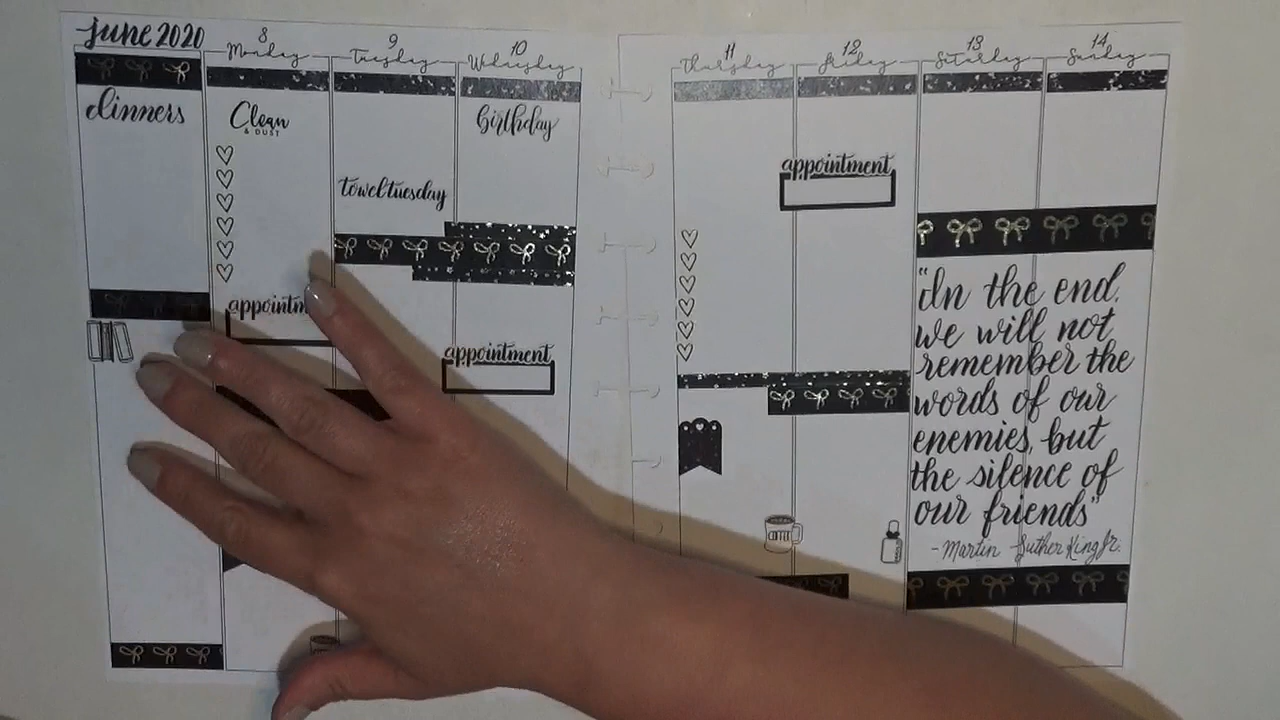 June 2020
8
Monday
9
Tuesday
10
Wednesday
11
Thursday
12
Friday
13
Saturday
14
Sunday
dinners
Clean
& DUST
birthday
towel tuesday
appointm
appointment
appointment
COFFEE
"In the end,
we will not
remember the
words of our
enemies, but
the silence of
our friends"
-Martin Luther King Jr.